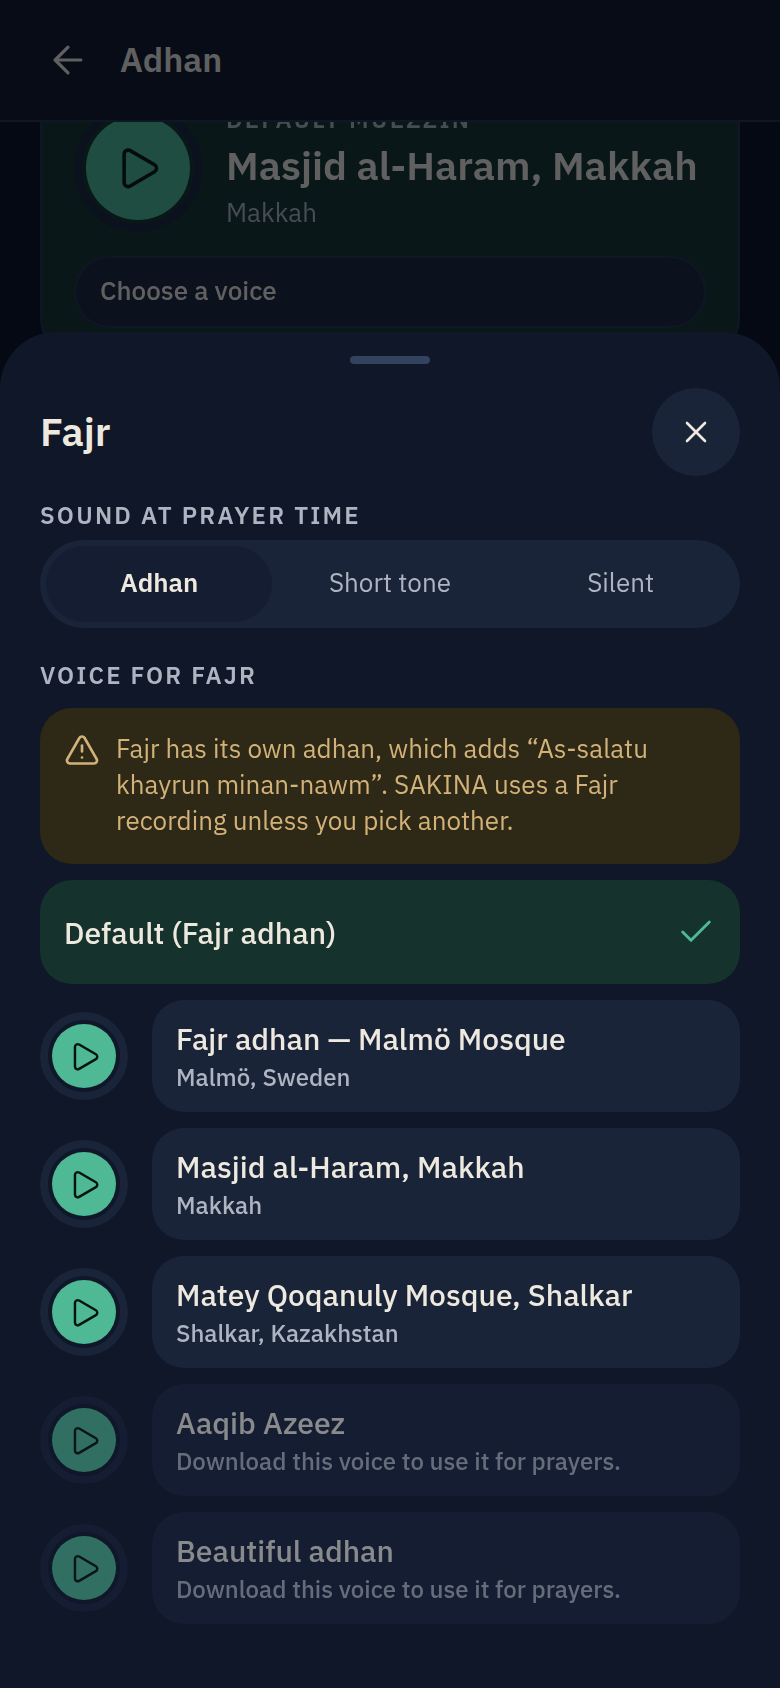 Adhan
DEFAULT MUEZZIN
Masjid al-Haram, Makkah
Makkah
Choose a voice
Fajr
SOUND AT PRAYER TIME
Adhan
Short tone
Silent
VOICE FOR FAJR
Fajr has its own adhan, which adds “As-salatu
khayrun minan-nawm”. SAKINA uses a Fajr
recording unless you pick another.
Default (Fajr adhan)
Fajr adhan — Malmö Mosque
Malmö, Sweden
Masjid al-Haram, Makkah
Makkah
Matey Qoqanuly Mosque, Shalkar
Shalkar, Kazakhstan
Aaqib Azeez
Download this voice to use it for prayers.
Beautiful adhan
Download this voice to use it for prayers.